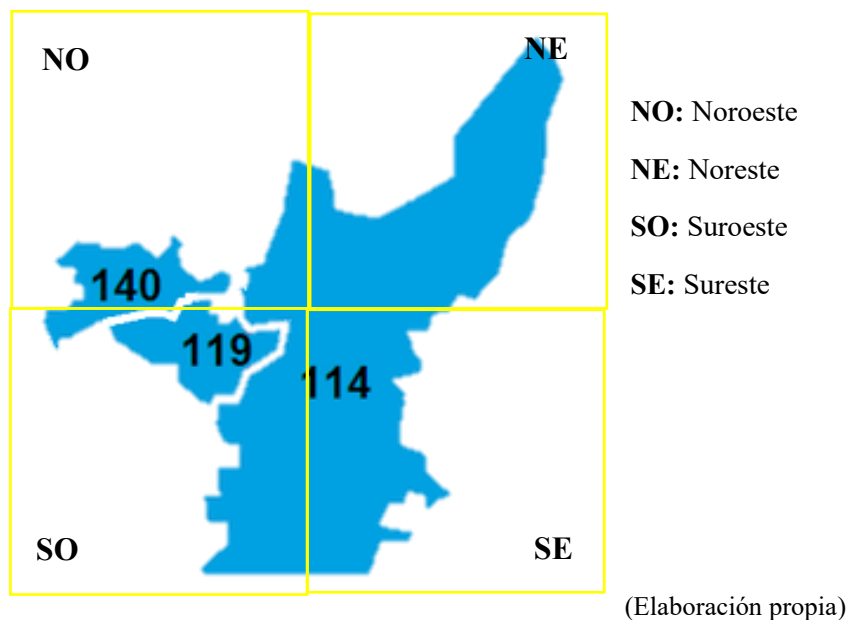 NO
NE
NO: Noroeste
NE: Noreste
SO: Suroeste
SE: Sureste
140
119
114
SO
SE
(Elaboración propia)